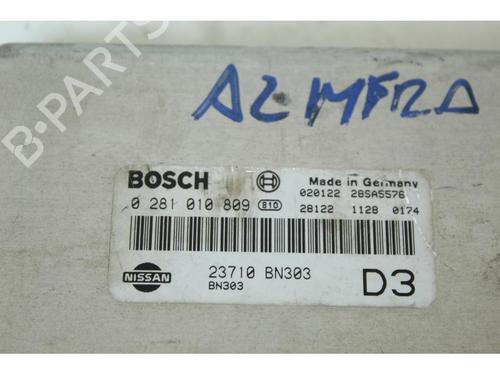 ALMERA
B-PARTS
BOSCH
Made in Germany
0 281 010 809 810
020122 28SA5576
28122 1128 0174
NISSAN
23710 BN303
BN303
D3